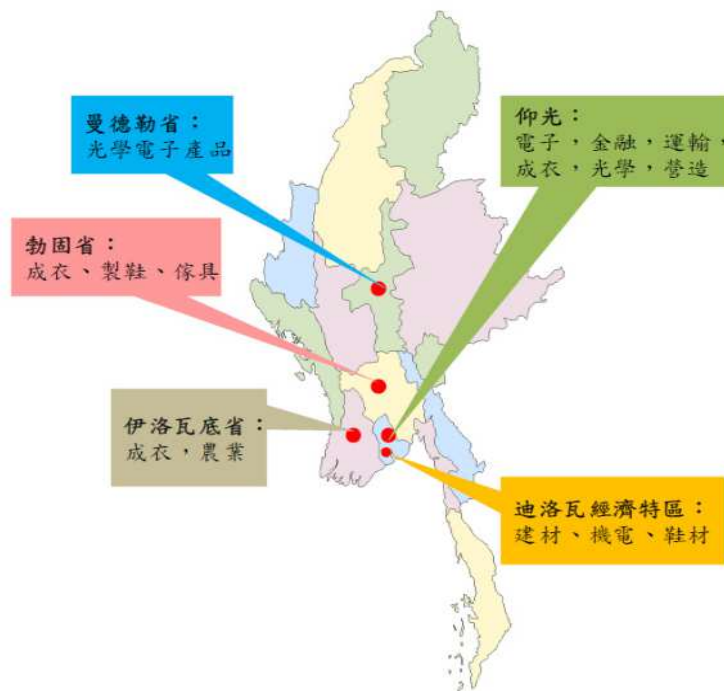 曼德勒省：
光學電子產品
仰光：
電子，金融，運輸，
成衣，光學，營造
勃固省：
成衣、製鞋、傢具
伊洛瓦底省：
成衣，農業
迪洛瓦經濟特區：
建材、機電、鞋材